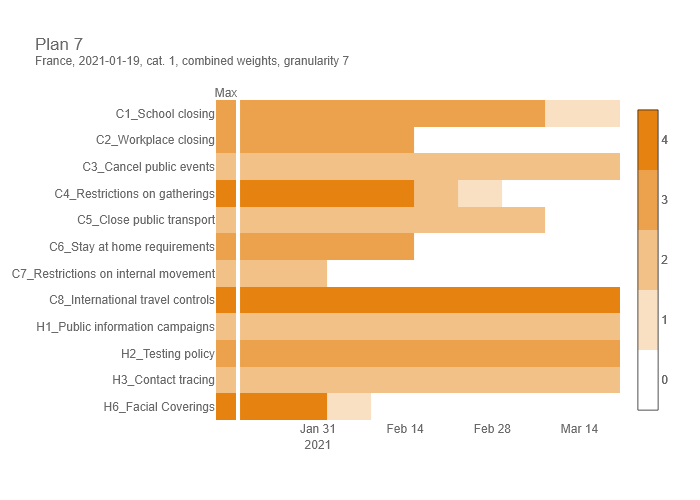 Plan 7
France, 2021-01-19, cat. 1, combined weights, granularity 7
Max
C1_School closing
C2_Workplace closing
C3_Cancel public events
C4_Restrictions on gatherings
C5_Close public transport
C6_Stay at home requirements
C7_Restrictions on internal movement
C8_International travel controls
H1_Public information campaigns
H2_Testing policy
H3_Contact tracing
H6_Facial Coverings
Jan 31 Feb 14 Feb 28 Mar 14
2021
4
3
2
1
0